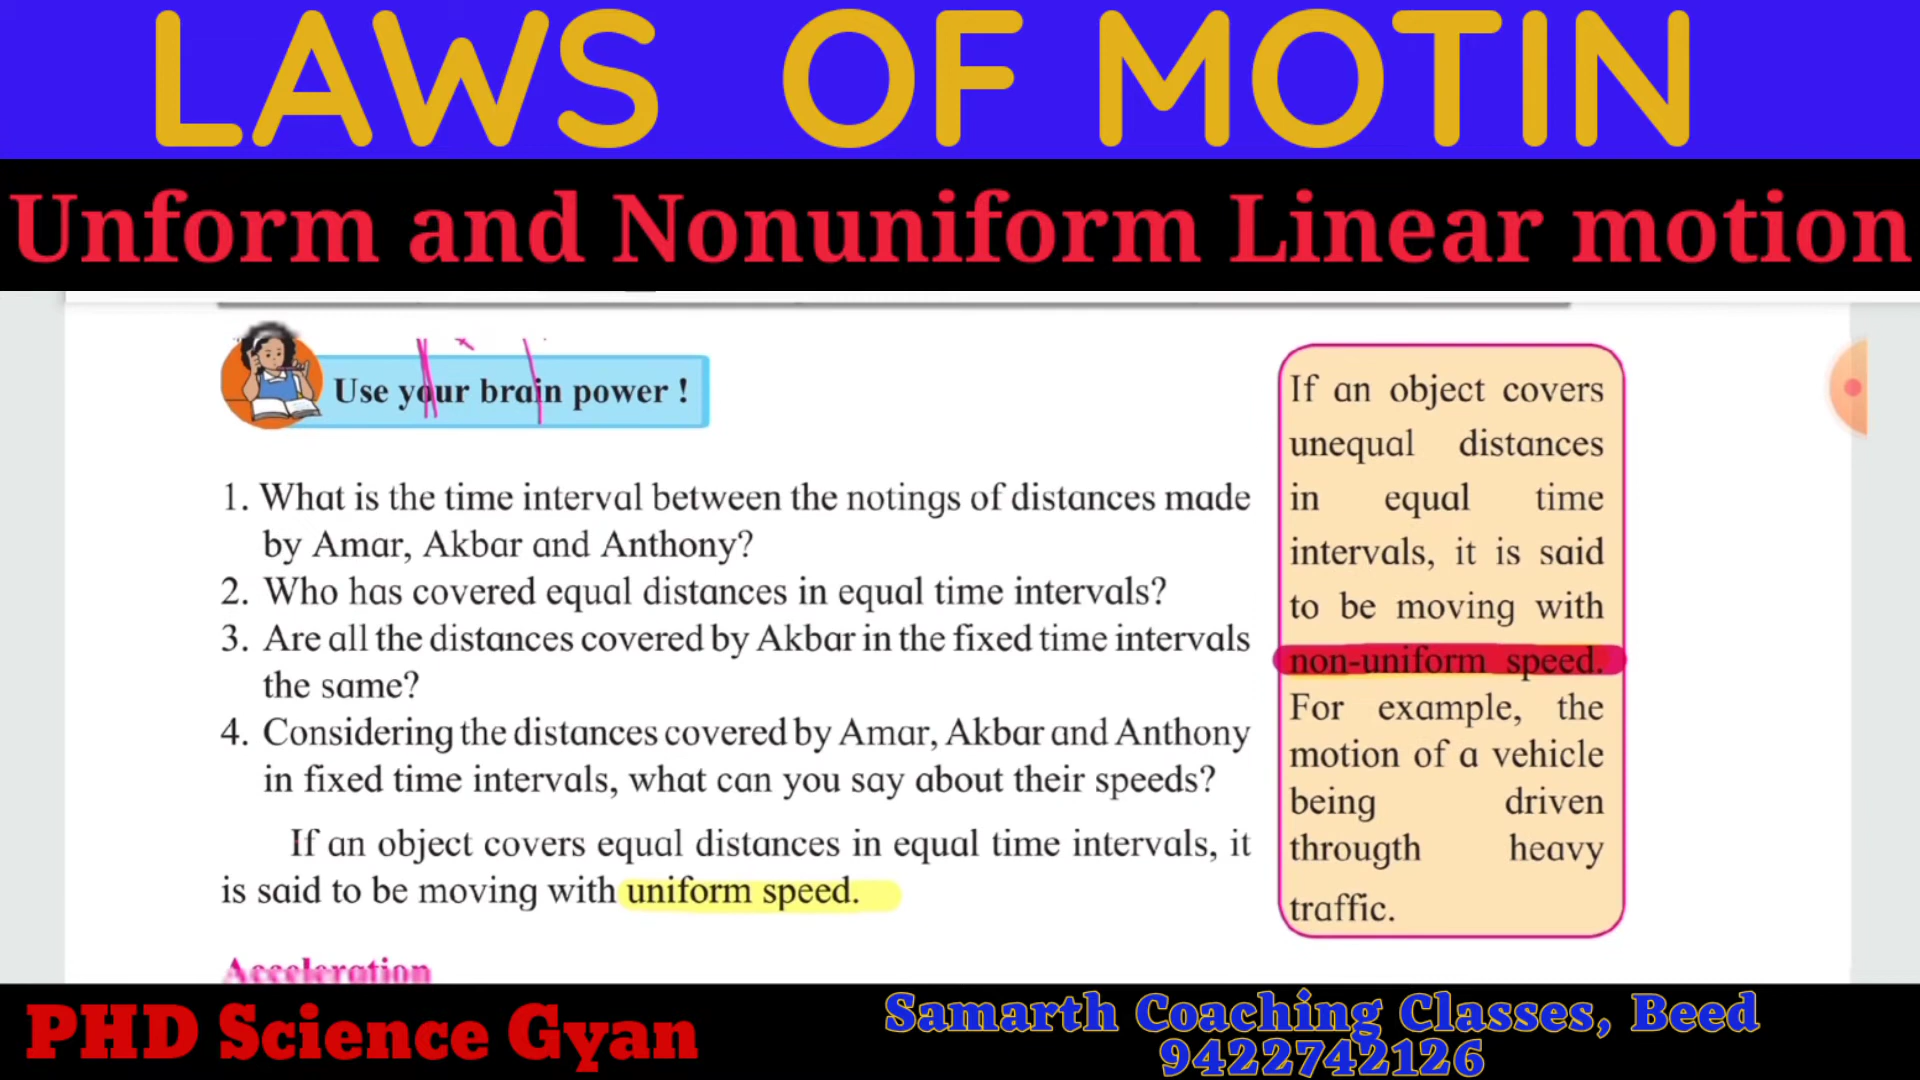 LAWS OF MOTIN
Unform and Nonuniform Linear motion
Use your brain power !
1. What is the time interval between the notings of distances made
by Amar, Akbar and Anthony?
2. Who has covered equal distances in equal time intervals?
3. Are all the distances covered by Akbar in the fixed time intervals
the same?
4. Considering the distances covered by Amar, Akbar and Anthony
in fixed time intervals, what can you say about their speeds?
If an object covers equal distances in equal time intervals, it
is said to be moving with uniform speed.
Acceleration
If an object covers
unequal distances
in equal time
intervals, it is said
to be moving with
non-uniform speed.
For example, the
motion of a vehicle
being driven
througth heavy
traffic.
PHD Science Gyan
Samarth Coaching Classes, Beed
9422742126